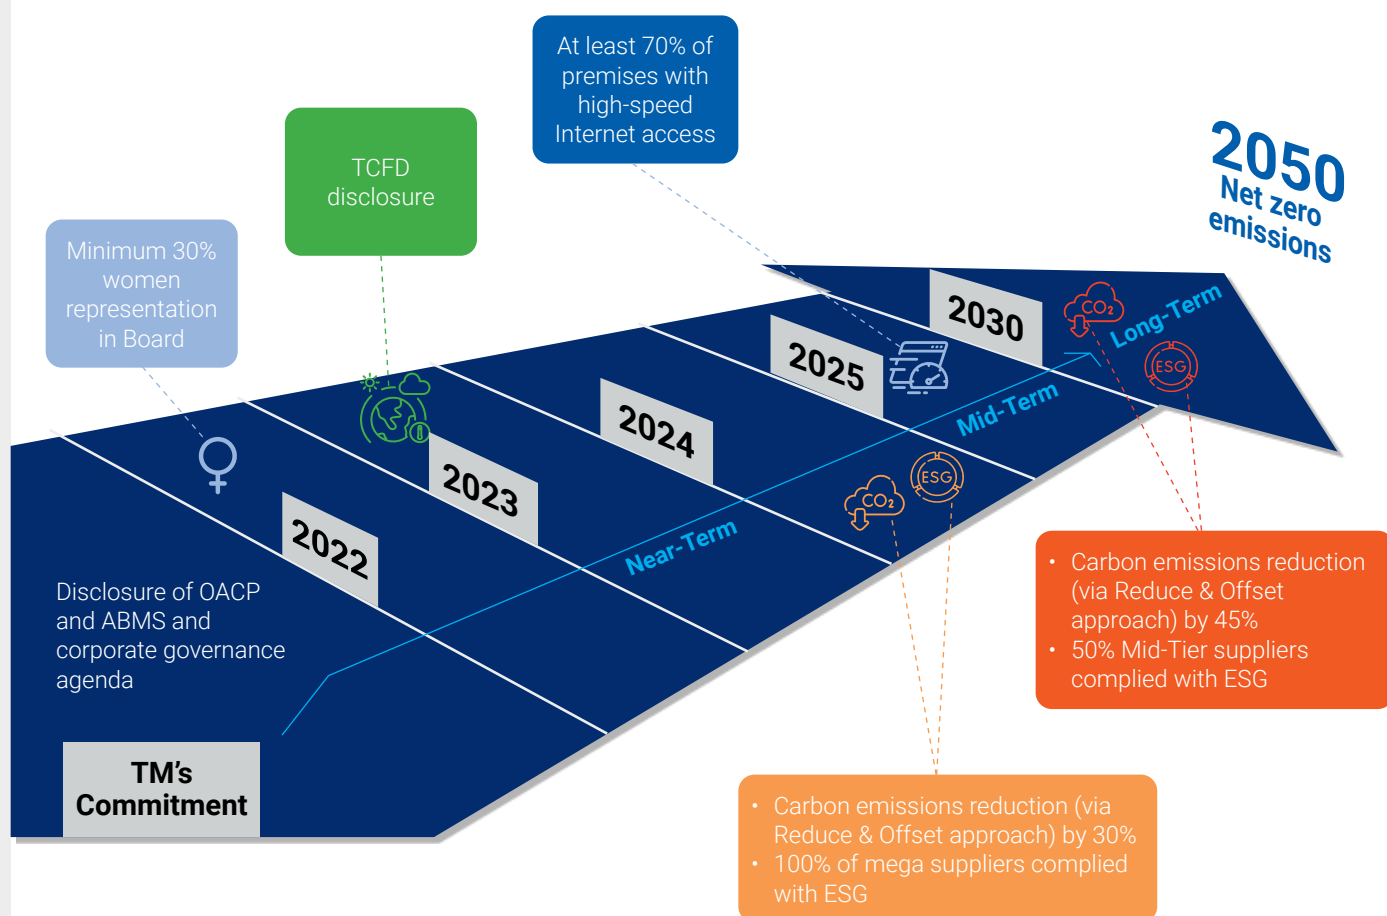 At least 70% of
premises with
high-speed
Internet access
2050
Net zero
emissions
TCFD
disclosure
Minimum 30%
women
representation
in Board
2030
CO2
Long-Term
ESG
2025
Mid-Term
2024
ESG
CO2
2023
Near-Term
2022
Disclosure of OACP
and ABMS and
corporate governance
agenda
• Carbon emissions reduction
(via Reduce & Offset
approach) by 45%
• 50% Mid-Tier suppliers
complied with ESG
TM's
Commitment
• Carbon emissions reduction (via
Reduce & Offset approach) by 30%
• 100% of mega suppliers complied
with ESG